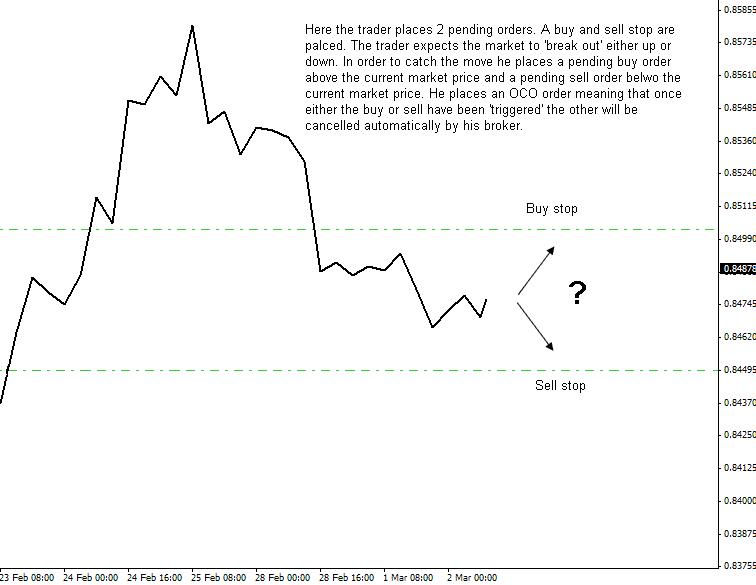 0.85855
Here the trader places 2 pending orders. A buy and sell stop are
0.85735
palced. The trader expects the market to 'break out' either up or
down. In order to catch the move he places a pending buy order
0.85610
above the current market price and a pending sell order belwo the
current market price. He places an OCO order meaning that once
0.85485
either the buy or sell have been 'triggered' the other will be
cancelled automatically by his broker.
0.85360
0.85240
0.85115
Buy stop
0.84990
0.84878
?
0.84745
0.84620
0.84495
Sell stop
0.84370
0.84250
0.84125
0.84000
0.83875
0.83755
23 Feb 08:00 24 Feb 00:00 24 Feb 16:00 25 Feb 08:00 28 Feb 00:00 28 Feb 16:00 1 Mar 08:00 2 Mar 00:00